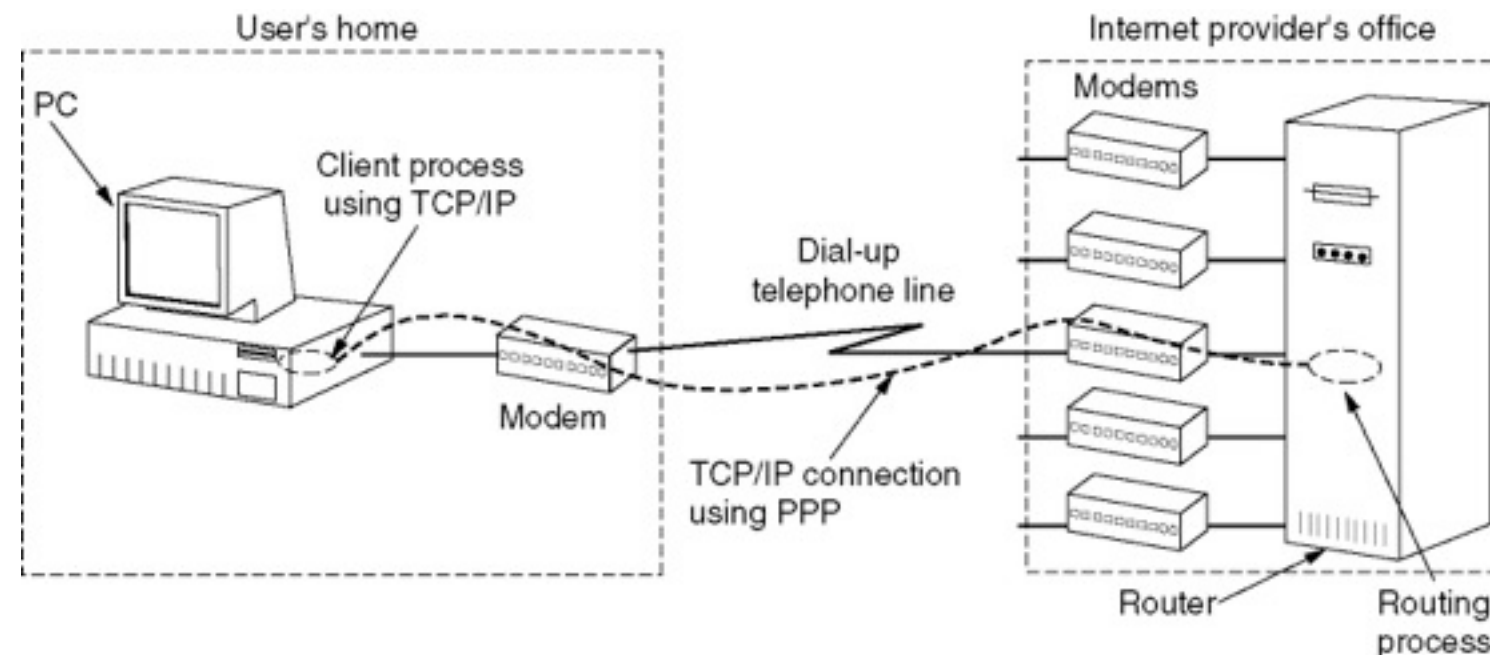 User's home
Internet provider's office
PC
Client process
using TCP/IP
Modems
Dial-up
telephone line
Modem
TCP/IP connection
using PPP
Router
Routing
process